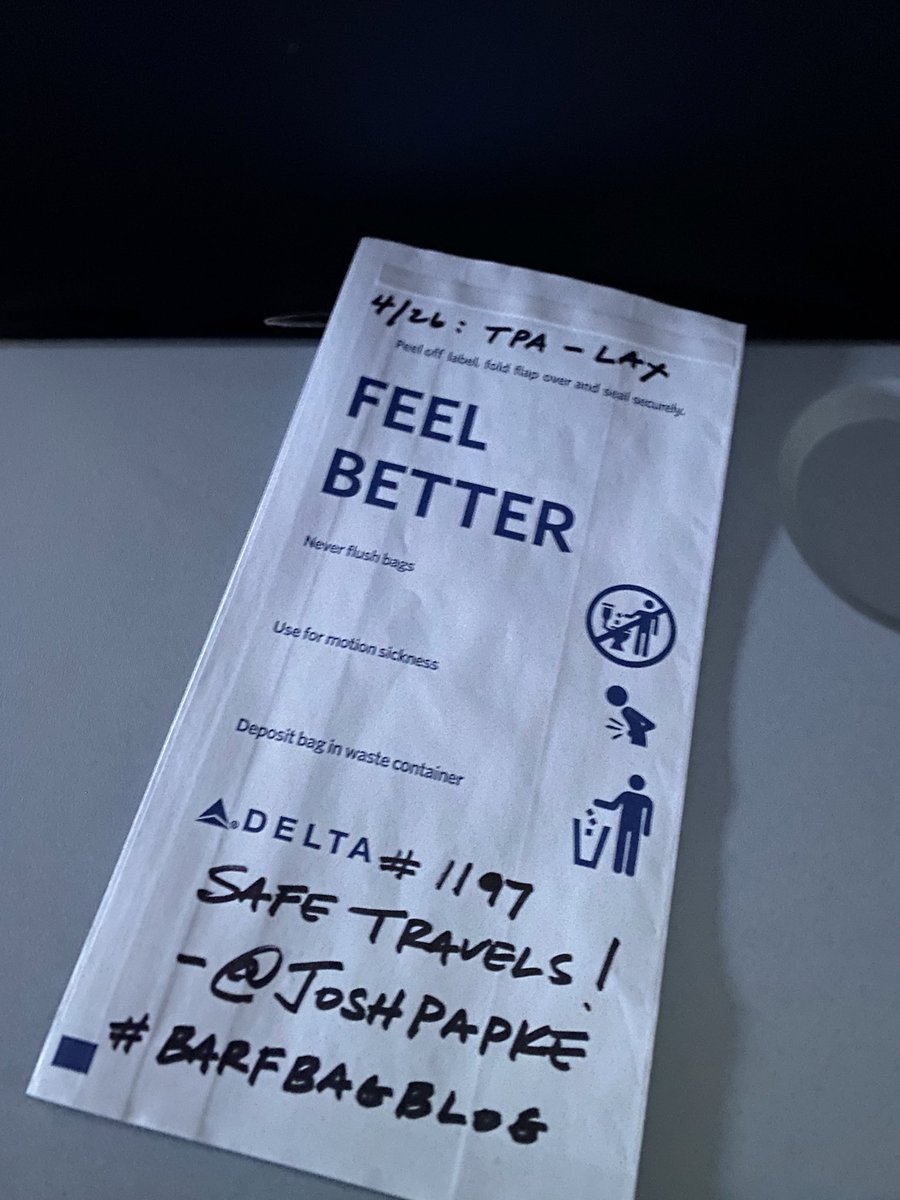 4/26: TPA - LAX
Peel off label, fold flap over and seal securely.
FEEL
BETTER
Never flush bags
Use for motion sickness
Deposit bag in waste container
DELTA # 1197
SAFE TRAVELS!
- @JOSHPAPKE
#BARFBAGBLOG